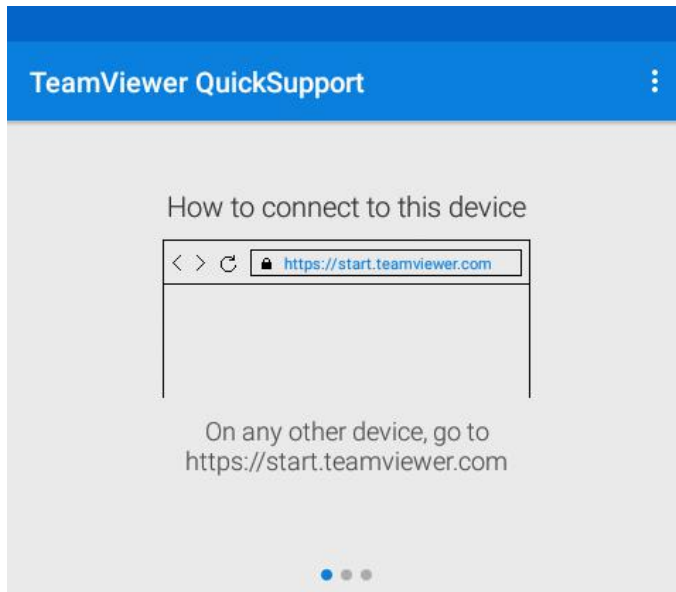 TeamViewer QuickSupport
How to connect to this device
https://start.teamviewer.com
On any other device, go to
https://start.teamviewer.com